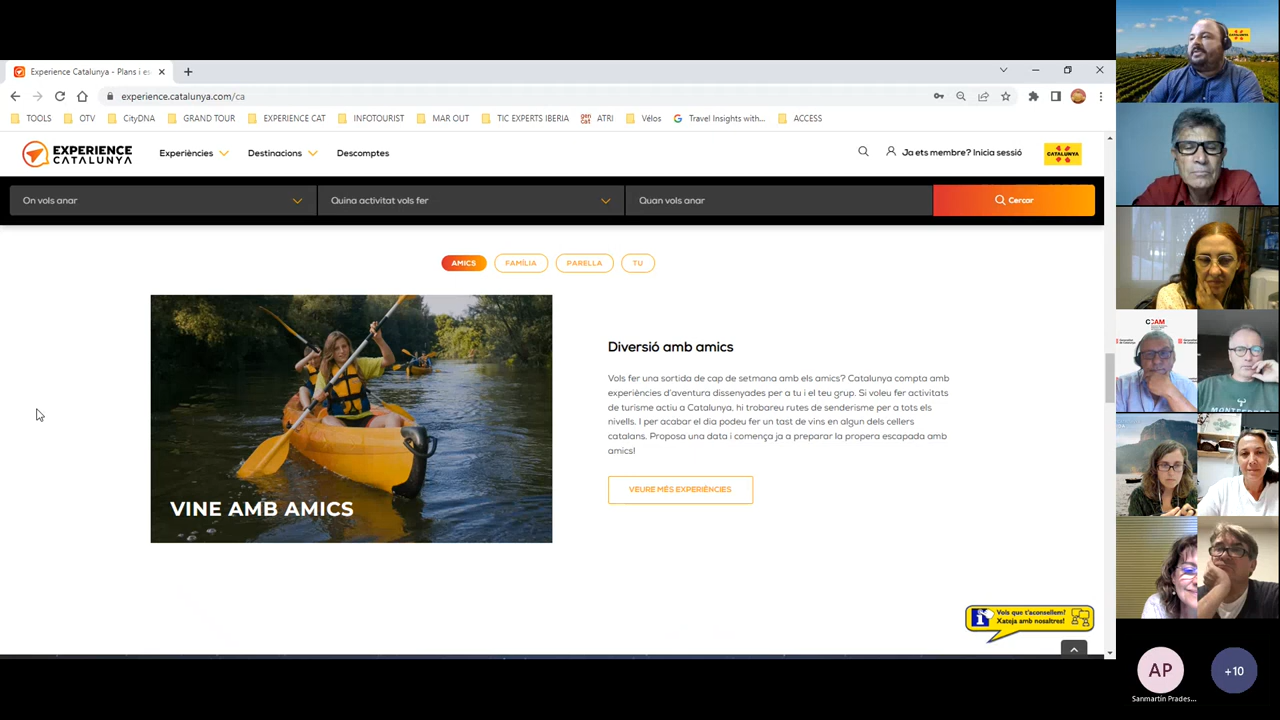 Experience Catalunya - Plans i es
experience.catalunya.com/ca
TOOLS
OTV
CityDNA
GRAND TOUR
EXPERIENCE CAT
INFOTOURIST
MAR OUT
TIC EXPERTS IBERIA
gen cat
ATRI
Vélos
Travel Insights with...
ACCESS
EXPERIENCE
CATALUNYA
Experiències
Destinacions
Descomptes
Ja ets membre? Inicia sessió
CATALUNYA
On vols anar
Quina activitat vols fer
Quan vols anar
Cercar
AMICS
FAMÍLIA
PARELLA
TU
VINE AMB AMICS
Diversió amb amics
Vols fer una sortida de cap de setmana amb els amics? Catalunya compta amb
experiències d'aventura dissenyades per a tu i el teu grup. Si voleu fer activitats
de turisme actiu a Catalunya, hi trobareu rutes de senderisme per a tots els
nivells. I per acabar el dia podeu fer un tast de vins en algun dels cellers
catalans. Proposa una data i comença ja a preparar la propera escapada amb
amics!
VEURE MÉS EXPERIÈNCIES
Vols que t'aconsellem?
Xateja amb nosaltres!
CATALUNYA
CCAM
AP
Sanmartín Prades...
+10